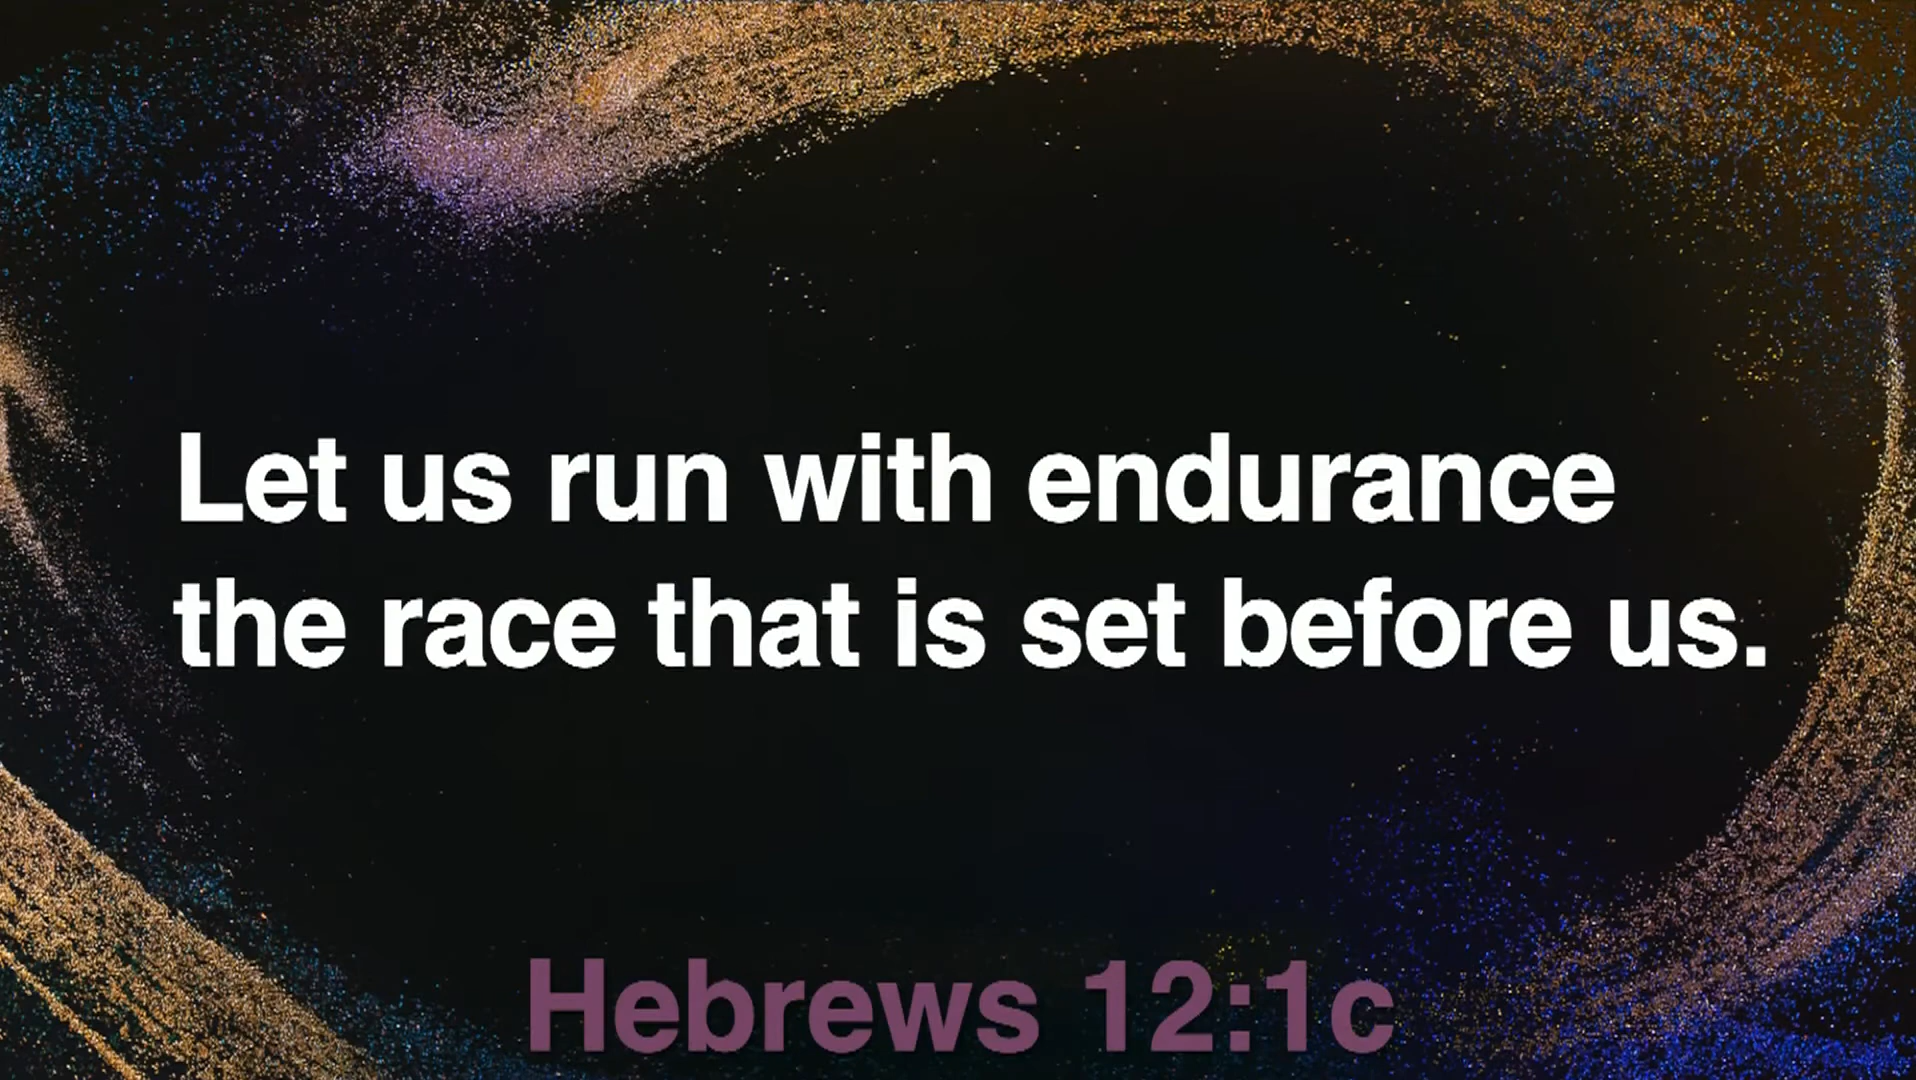 Let us run with endurance
the race that is set before us.
Hebrews 12:1c